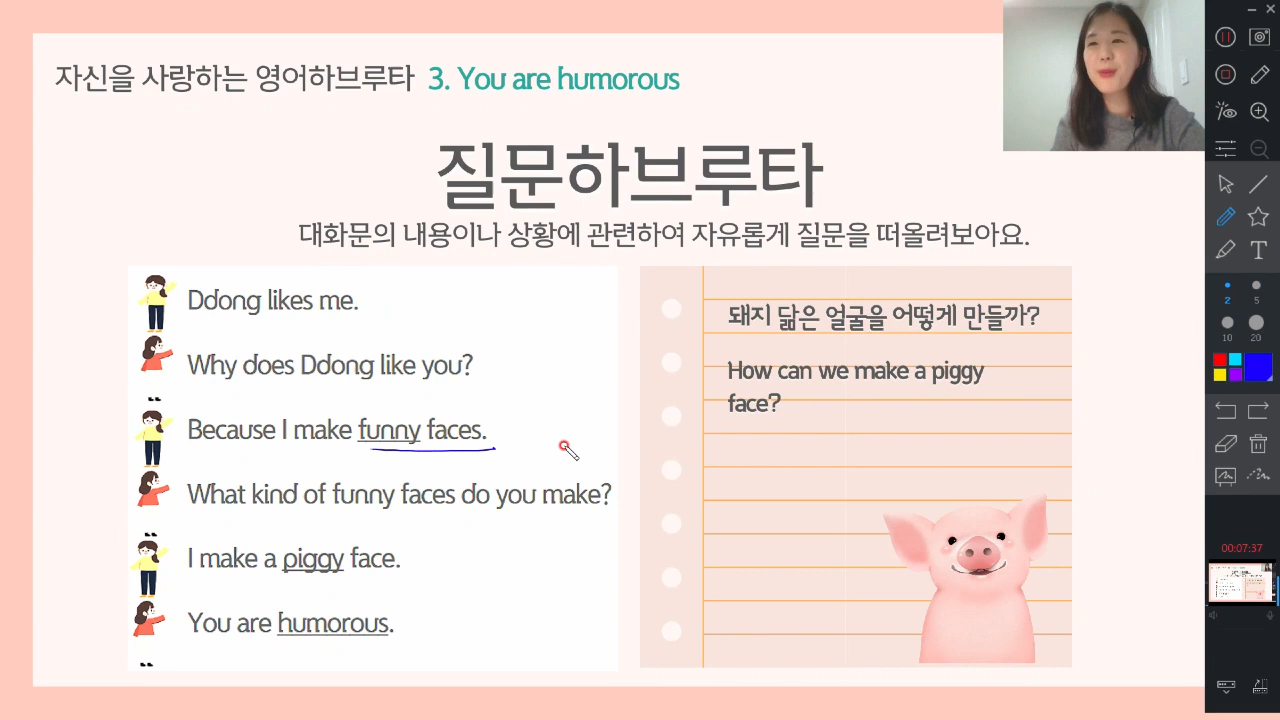 자신을 사랑하는 영어하브루타 3. You are humorous
질문하브루타
대화문의 내용이나 상황에 관련하여 자유롭게 질문을 떠올려보아요.
Ddong likes me.
Why does Ddong like you?
Because I make funny faces.
What kind of funny faces do you make?
I make a piggy face.
You are humorous.
돼지 닮은 얼굴을 어떻게 만들까?
How can we make a piggy
face?
T
2 5
10 20
00:07:37